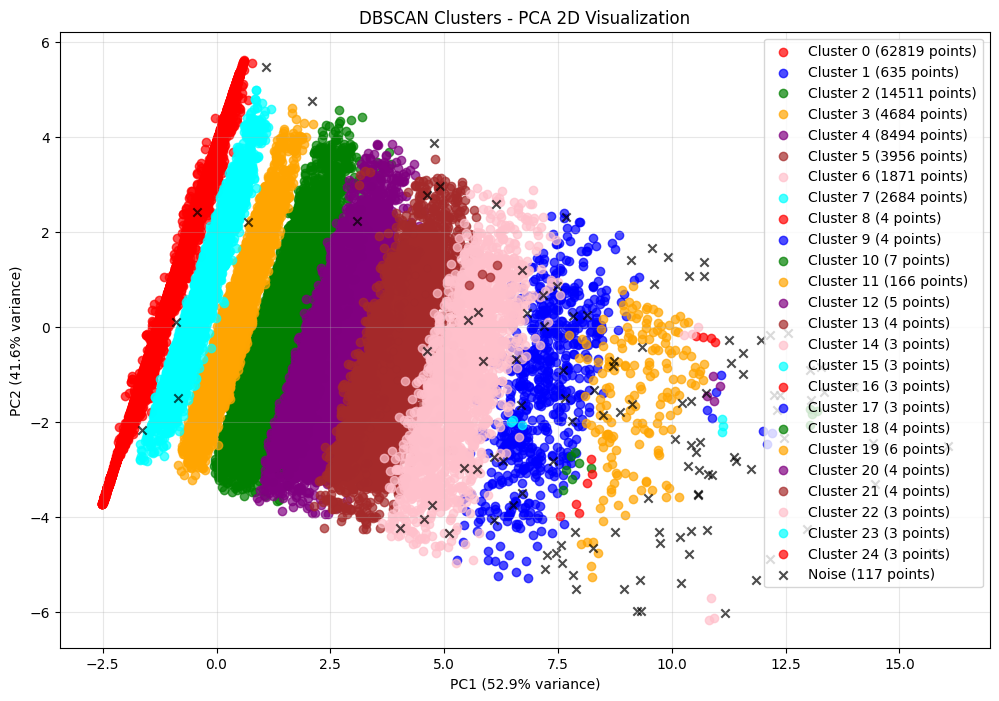 DBSCAN Clusters - PCA 2D Visualization
6
4
2
0
−2
−4
−6
PC2 (41.6% variance)
−2.5
0.0
2.5
5.0
7.5
10.0
12.5
15.0
PC1 (52.9% variance)
Cluster 0 (62819 points)
Cluster 1 (635 points)
Cluster 2 (14511 points)
Cluster 3 (4684 points)
Cluster 4 (8494 points)
Cluster 5 (3956 points)
Cluster 6 (1871 points)
Cluster 7 (2684 points)
Cluster 8 (4 points)
Cluster 9 (4 points)
Cluster 10 (7 points)
Cluster 11 (166 points)
Cluster 12 (5 points)
Cluster 13 (4 points)
Cluster 14 (3 points)
Cluster 15 (3 points)
Cluster 16 (3 points)
Cluster 17 (3 points)
Cluster 18 (4 points)
Cluster 19 (6 points)
Cluster 20 (4 points)
Cluster 21 (4 points)
Cluster 22 (3 points)
Cluster 23 (3 points)
Cluster 24 (3 points)
Noise (117 points)